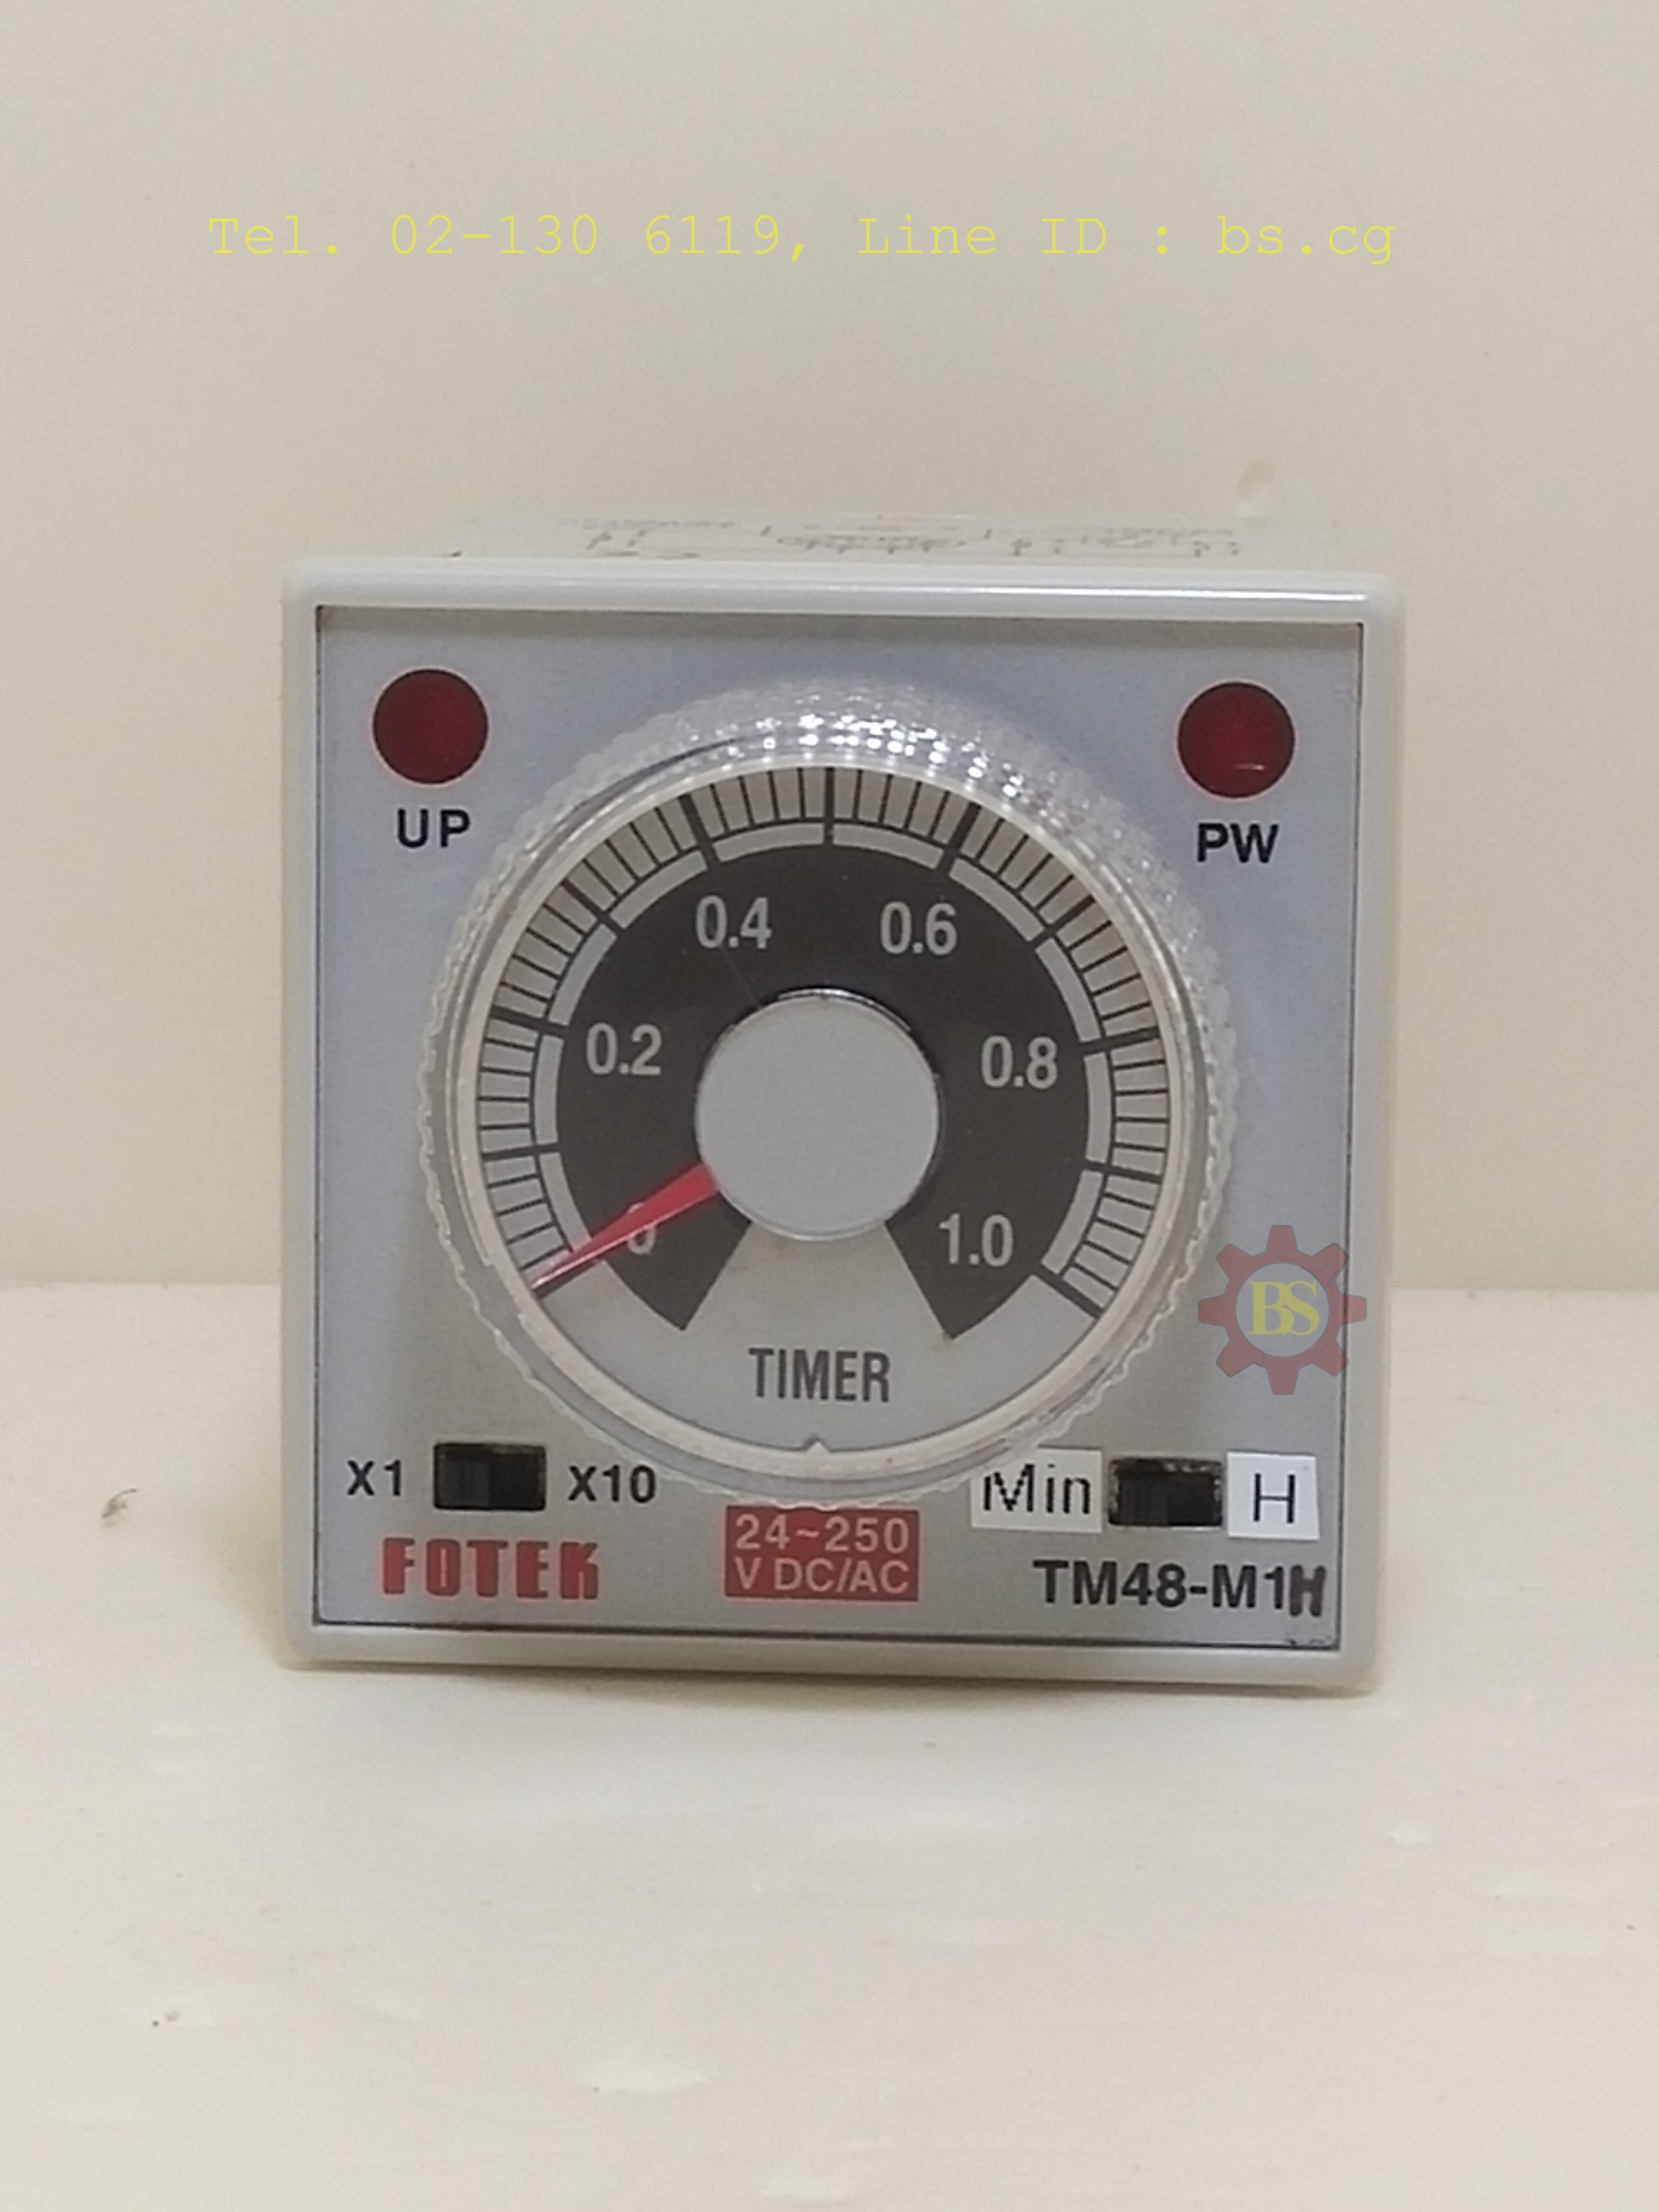 Tel. 02-130 6119, Line ID : bs.cg
UP
PW
0.4 0.6
0.2 0.8
0 1.0
TIMER
BS
X1 X10 Min H
FOTEK 24~250 V DC/AC TM48-M1H